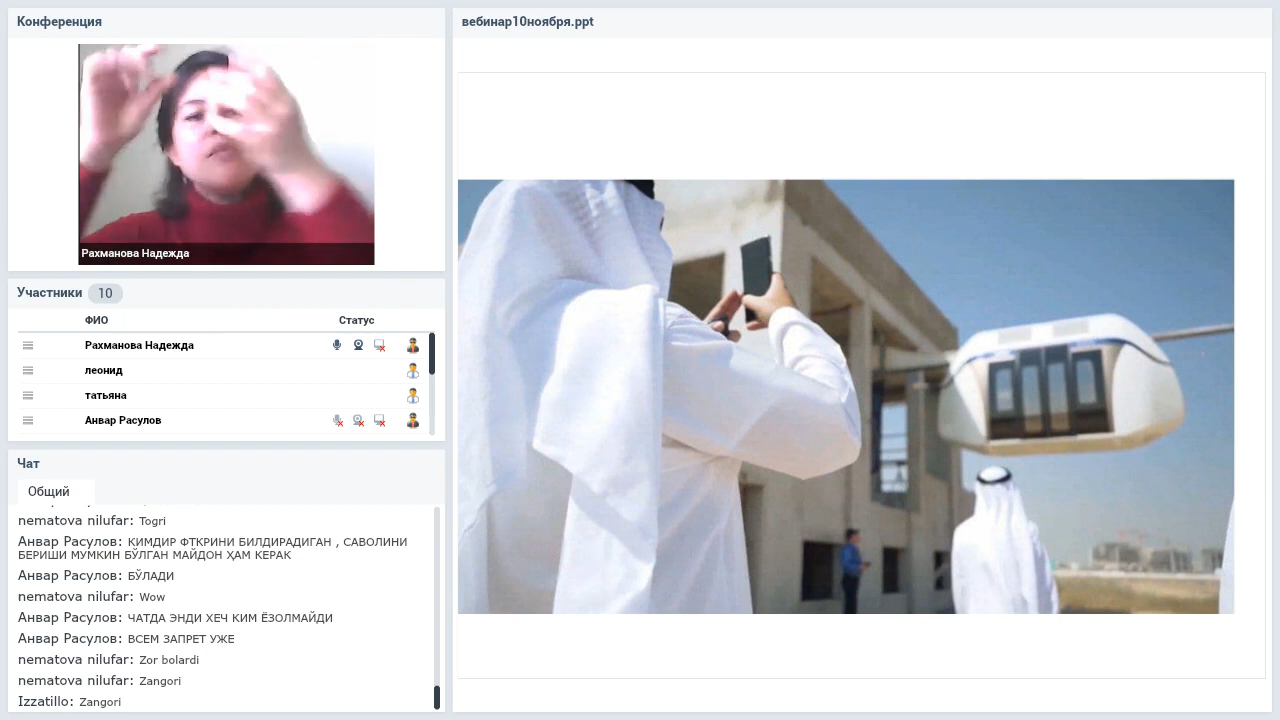 Конференция
Рахманова Надежда
Участники 10
ФИО Статус
Рахманова Надежда
леонид
татьяна
Анвар Расулов
Чат
Общий
nematova nilufar: Togri
Анвар Расулов: КИМДИР ФТКРИНИ БИЛДИРАДИГАН , САВОЛИНИ
БЕРИШИ МУМКИН БЎЛГАН МАЙДОН ҲАМ КЕРАК
Анвар Расулов: БЎЛАДИ
nematova nilufar: Wow
Анвар Расулов: ЧАТДА ЭНДИ ХЕЧ КИМ ЁЗОЛМАЙДИ
Анвар Расулов: ВСЕМ ЗАПРЕТ УЖЕ
nematova nilufar: Zor bolardi
nematova nilufar: Zangori
Izzatillo: Zangori
вебинар10ноября.ppt